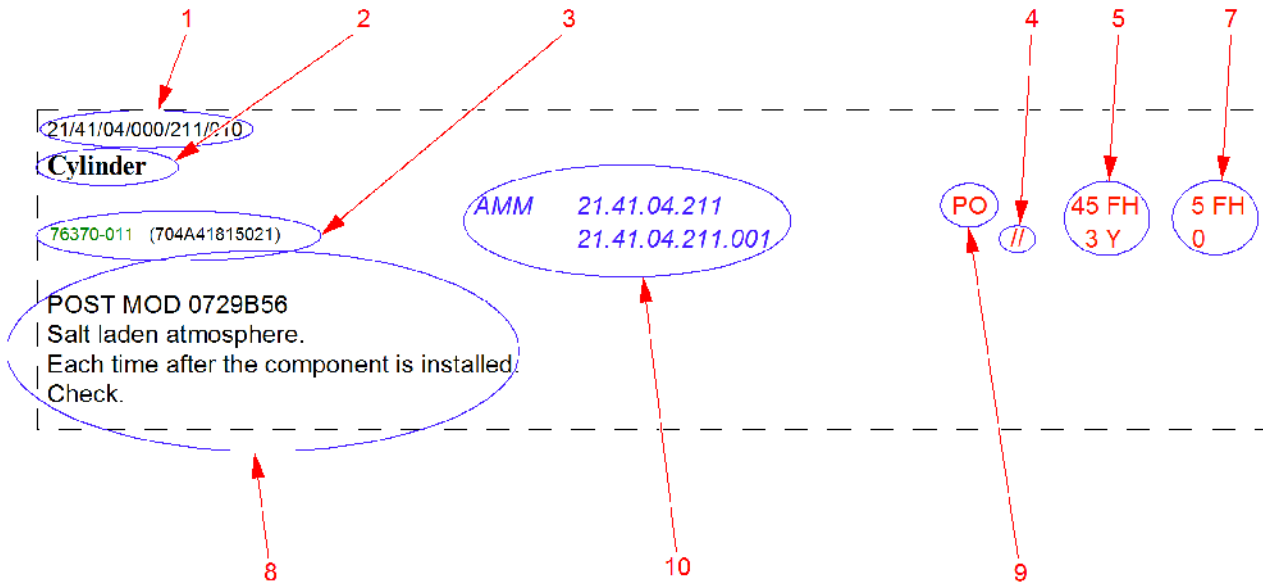 1 2 3 4 5 7
21/41/04/000/211/010
Cylinder
AMM 21.41.04.211 PO 45 FH 5 FH
76370-011 (704A41815021) 21.41.04.211.001 // 3 Y 0
POST MOD 0729B56
Salt laden atmosphere.
Each time after the component is installed.
Check.
8 10 9